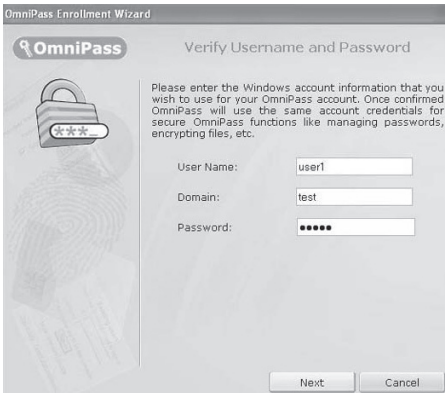 OmniPass Enrollment Wizard
OmniPass
Verify Username and Password
Please enter the Windows account information that you
wish to use for your OmniPass account. Once confirmed
OmniPass will use the same account credentials for
secure OmniPass functions like managing passwords,
encrypting files, etc.
User Name: user1
Domain: test
Password: •••••
***_
Next Cancel